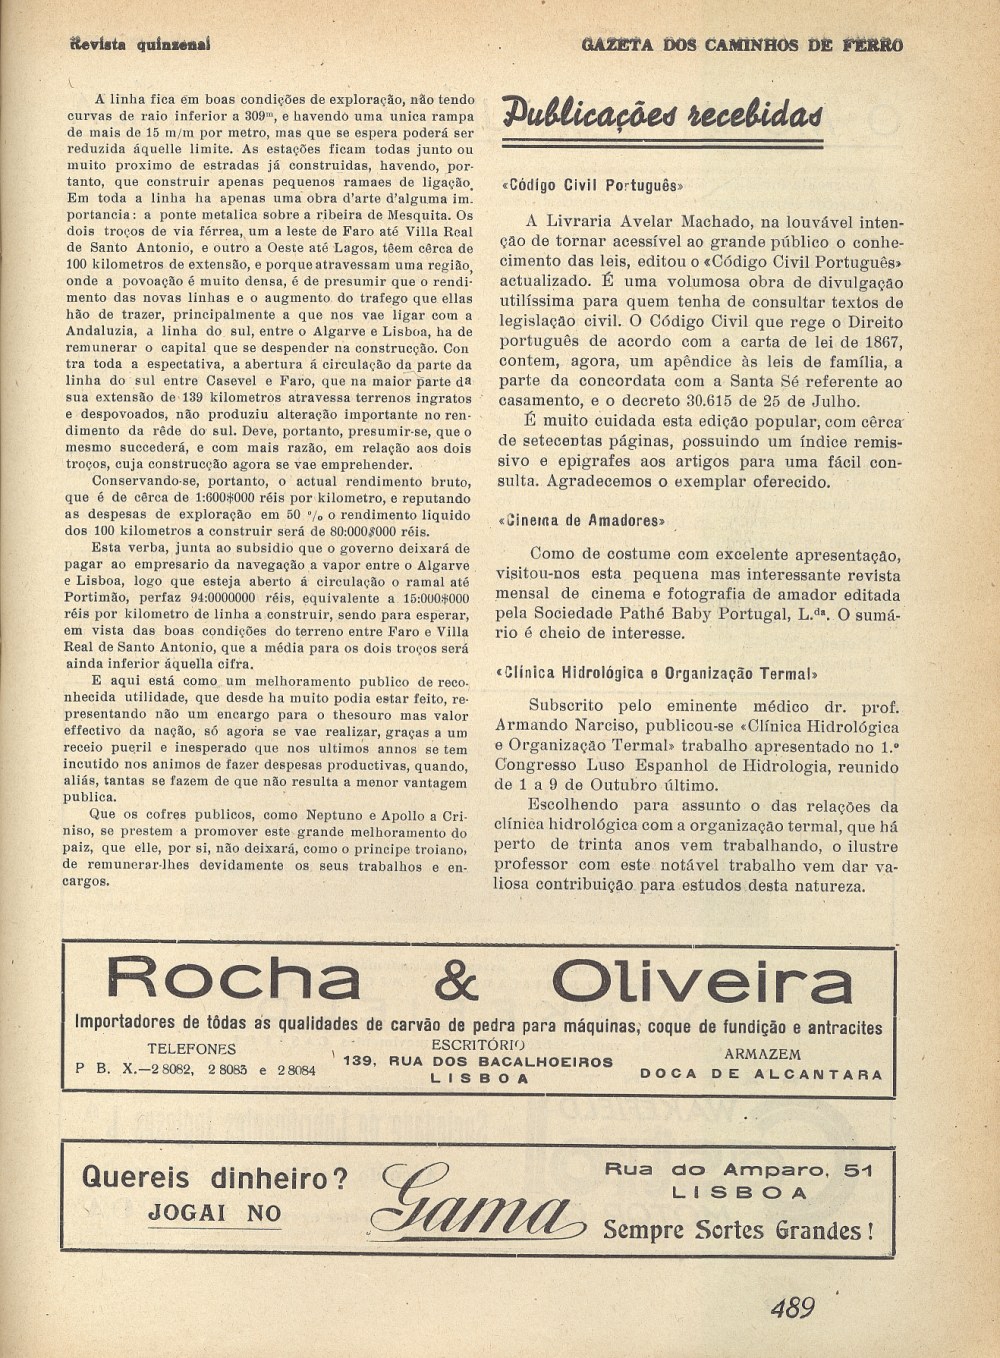 Revista quinzenal
GAZETA DOS CAMINHOS DE FERRO
A linha fica em boas condições de exploração, não tendo
curvas de raio inferior a 309ᵐ, e havendo uma unica rampa
de mais de 15 m/m por metro, mas que se espera poderá ser
reduzida áquelle limite. As estações ficam todas junto ou
muito proximo de estradas já construidas, havendo, por-
tanto, que construir apenas pequenos ramaes de ligação.
Em toda a linha ha apenas uma obra d'arte d'alguma im.
portancia: a ponte metalica sobre a ribeira de Mesquita. Os
dois troços de via férrea, um a leste de Faro até Villa Real
de Santo Antonio, e outro a Oeste até Lagos, têem cêrca de
100 kilometros de extensão, e porque atravessam uma região,
onde a povoação é muito densa, é de presumir que o rendi-
mento das novas linhas e o augmento do trafego que ellas
hão de trazer, principalmente a que nos vae ligar com a
Andaluzia, a linha do sul, entre o Algarve e Lisboa, ha de
remunerar o capital que se despender na construcção. Con
tra toda a espectativa, a abertura á circulação da parte da
linha do sul entre Casevel e Faro, que na maior parte da
sua extensão de 139 kilometros atravessa terrenos ingratos
e despovoados, não produziu alteração importante no ren-
dimento da rêde do sul. Deve, portanto, presumir-se, que o
mesmo succederá, e com mais razão, em relação aos dois
troços, cuja construcção agora se vae emprehender.
Conservando-se, portanto, o actual rendimento bruto,
que é de cêrca de 1:600$000 réis por kilometro, e reputando
as despesas de exploração em 50 % o rendimento liquido
dos 100 kilometros a construir será de 80:000$000 réis.
Esta verba, junta ao subsidio que o governo deixará de
pagar ao empresario da navegação a vapor entre o Algarve
e Lisboa, logo que esteja aberto á circulação o ramal até
Portimão, perfaz 94:0000000 réis, equivalente a 15:000$000
réis por kilometro de linha a construir, sendo para esperar,
em vista das boas condições do terreno entre Faro e Villa
Real de Santo Antonio, que a média para os dois troços será
ainda inferior áquella cifra.
E aqui está como um melhoramento publico de reco-
nhecida utilidade, que desde ha muito podia estar feito, re-
presentando não um encargo para o thesouro mas valor
effectivo da nação, só agora se vae realizar, graças a um
receio pueril e inesperado que nos ultimos annos se tem
incutido nos animos de fazer despesas productivas, quando,
aliás, tantas se fazem de que não resulta a menor vantagem
publica.
Que os cofres publicos, como Neptuno e Apollo a Cri-
niso, se prestem a promover este grande melhoramento do
paiz, que elle, por si, não deixará, como o principe troiano,
de remunerar-lhes devidamente os seus trabalhos e en-
cargos.
Publicações recebidas
«Código Civil Português»
A Livraria Avelar Machado, na louvável inten-
ção de tornar acessível ao grande público o conhe-
cimento das leis, editou o «Código Civil Português»
actualizado. É uma volumosa obra de divulgação
utilíssima para quem tenha de consultar textos de
legislação civil. O Código Civil que rege o Direito
português de acordo com a carta de lei de 1867,
contem, agora, um apêndice às leis de família, a
parte da concordata com a Santa Sé referente ao
casamento, e o decreto 30.615 de 25 de Julho.
É muito cuidada esta edição popular, com cêrca
de setecentas páginas, possuindo um índice remis-
sivo e epigrafes aos artigos para uma fácil con-
sulta. Agradecemos o exemplar oferecido.
«Cinema de Amadores»
Como de costume com excelente apresentação,
visitou-nos esta pequena mas interessante revista
mensal de cinema e fotografia de amador editada
pela Sociedade Pathé Baby Portugal, L.ᵈᵃ. O sumá-
rio é cheio de interesse.
«Clínica Hidrológica e Organização Termal»
Subscrito pelo eminente médico dr. prof.
Armando Narciso, publicou-se «Clínica Hidrológica
e Organização Termal» trabalho apresentado no 1.º
Congresso Luso Espanhol de Hidrologia, reunido
de 1 a 9 de Outubro último.
Escolhendo para assunto o das relações da
clínica hidrológica com a organização termal, que há
perto de trinta anos vem trabalhando, o ilustre
professor com este notável trabalho vem dar va-
liosa contribuição para estudos desta natureza.
Rocha & Oliveira
Importadores de tôdas as qualidades de carvão de pedra para máquinas, coque de fundição e antracites
TELEFONES
P B. X.—2 8082, 2 8083 e 2 8084
ESCRITÓRIO
139, RUA DOS BACALHOEIROS
LISBOA
ARMAZEM
DOCA DE ALCANTARA
Quereis dinheiro?
JOGAI NO
Gama
Rua do Amparo, 51
LISBOA
Sempre Sortes Grandes!
489